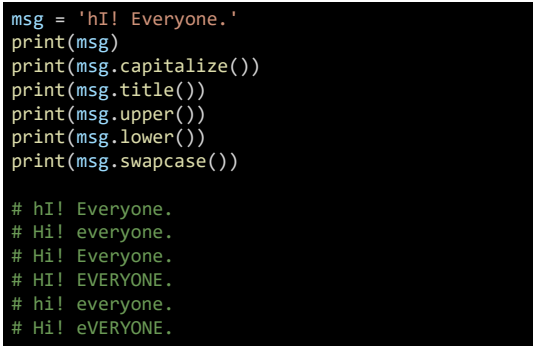 msg = 'hI! Everyone.'
print(msg)
print(msg.capitalize())
print(msg.title())
print(msg.upper())
print(msg.lower())
print(msg.swapcase())

# hI! Everyone.
# Hi! everyone.
# Hi! Everyone.
# HI! EVERYONE.
# hi! everyone.
# Hi! eVERYONE.